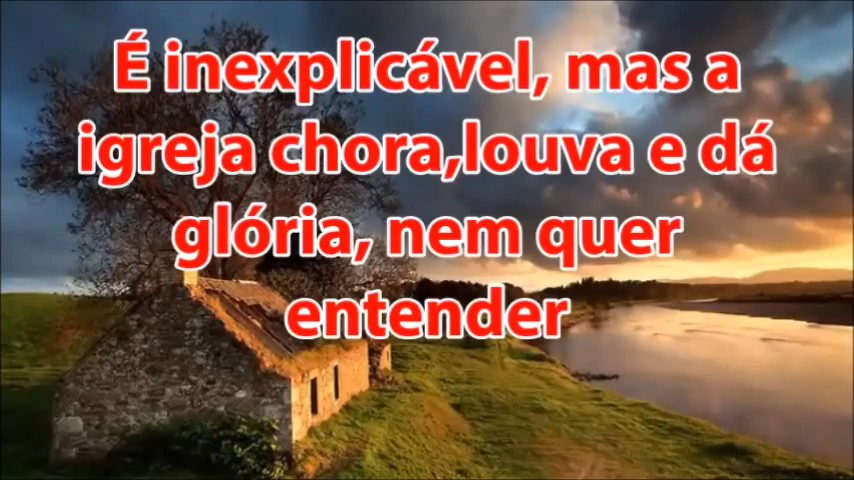 É inexplicável, mas a
igreja chora,louva e dá
glória, nem quer
entender